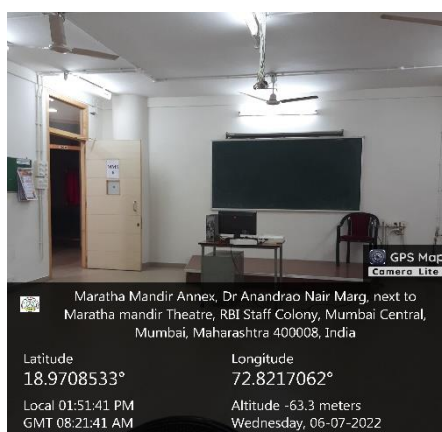 GPS Map
Camera Lite
Maratha Mandir Annex, Dr Anandrao Nair Marg, next to
Maratha mandir Theatre, RBI Staff Colony, Mumbai Central,
Mumbai, Maharashtra 400008, India
Latitude
18.9708533°
Longitude
72.8217062°
Local 01:51:41 PM
GMT 08:21:41 AM
Altitude -63.3 meters
Wednesday, 06-07-2022